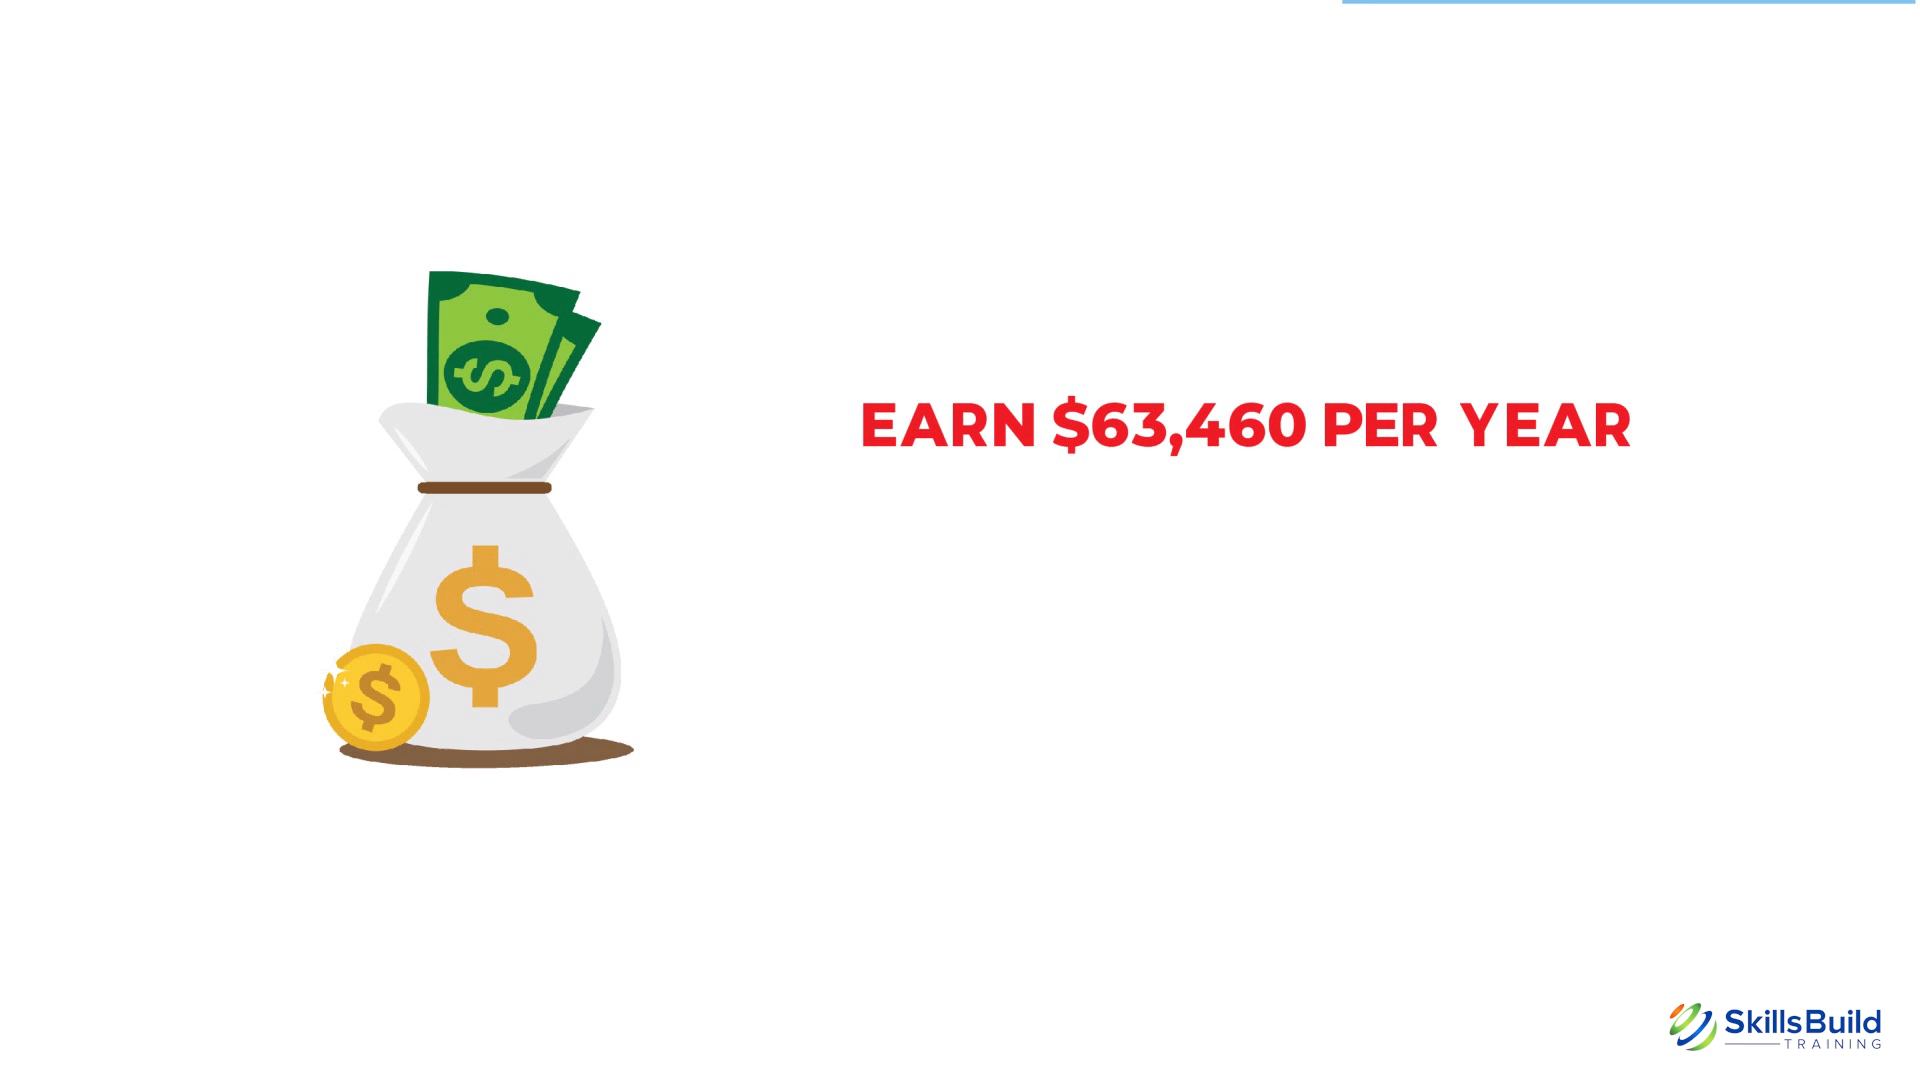 EARN $63,460 PER YEAR
$
$
$
SkillsBuild
TRAINING